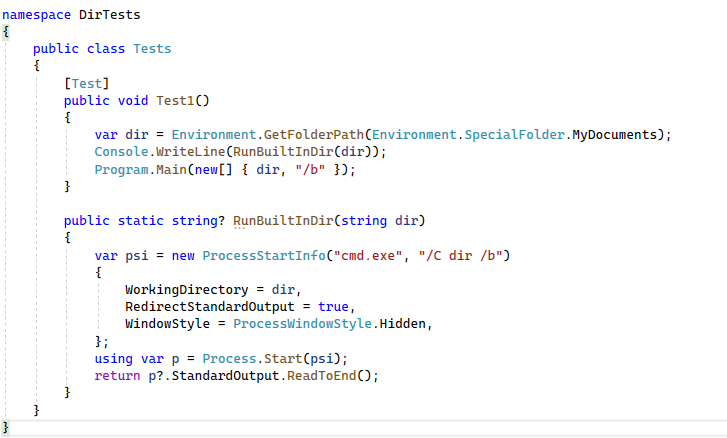 namespace DirTests
{
    public class Tests
    {
        [Test]
        public void Test1()
        {
            var dir = Environment.GetFolderPath(Environment.SpecialFolder.MyDocuments);
            Console.WriteLine(RunBuiltInDir(dir));
            Program.Main(new[] { dir, "/b" });
        }

        public static string? RunBuiltInDir(string dir)
        {
            var psi = new ProcessStartInfo("cmd.exe", "/C dir /b")
            {
                WorkingDirectory = dir,
                RedirectStandardOutput = true,
                WindowStyle = ProcessWindowStyle.Hidden,
            };
            using var p = Process.Start(psi);
            return p?.StandardOutput.ReadToEnd();
        }
    }
}